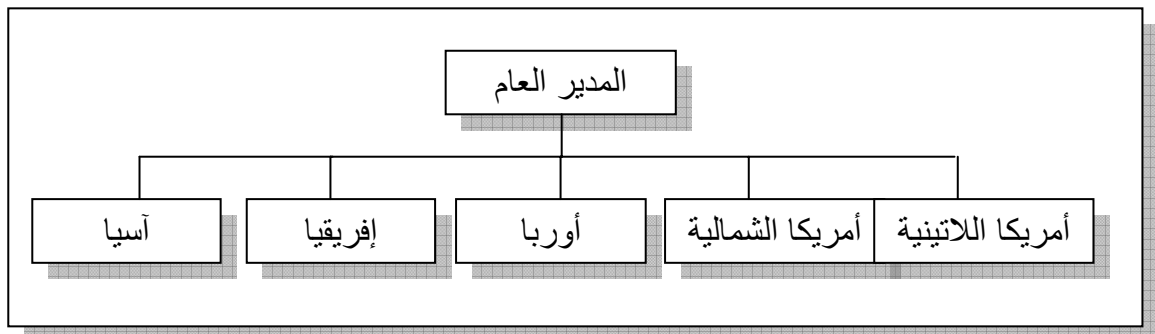 المدير العام
أمريكا اللاتينية
أمريكا الشمالية
أوربا
إفريقيا
آسيا